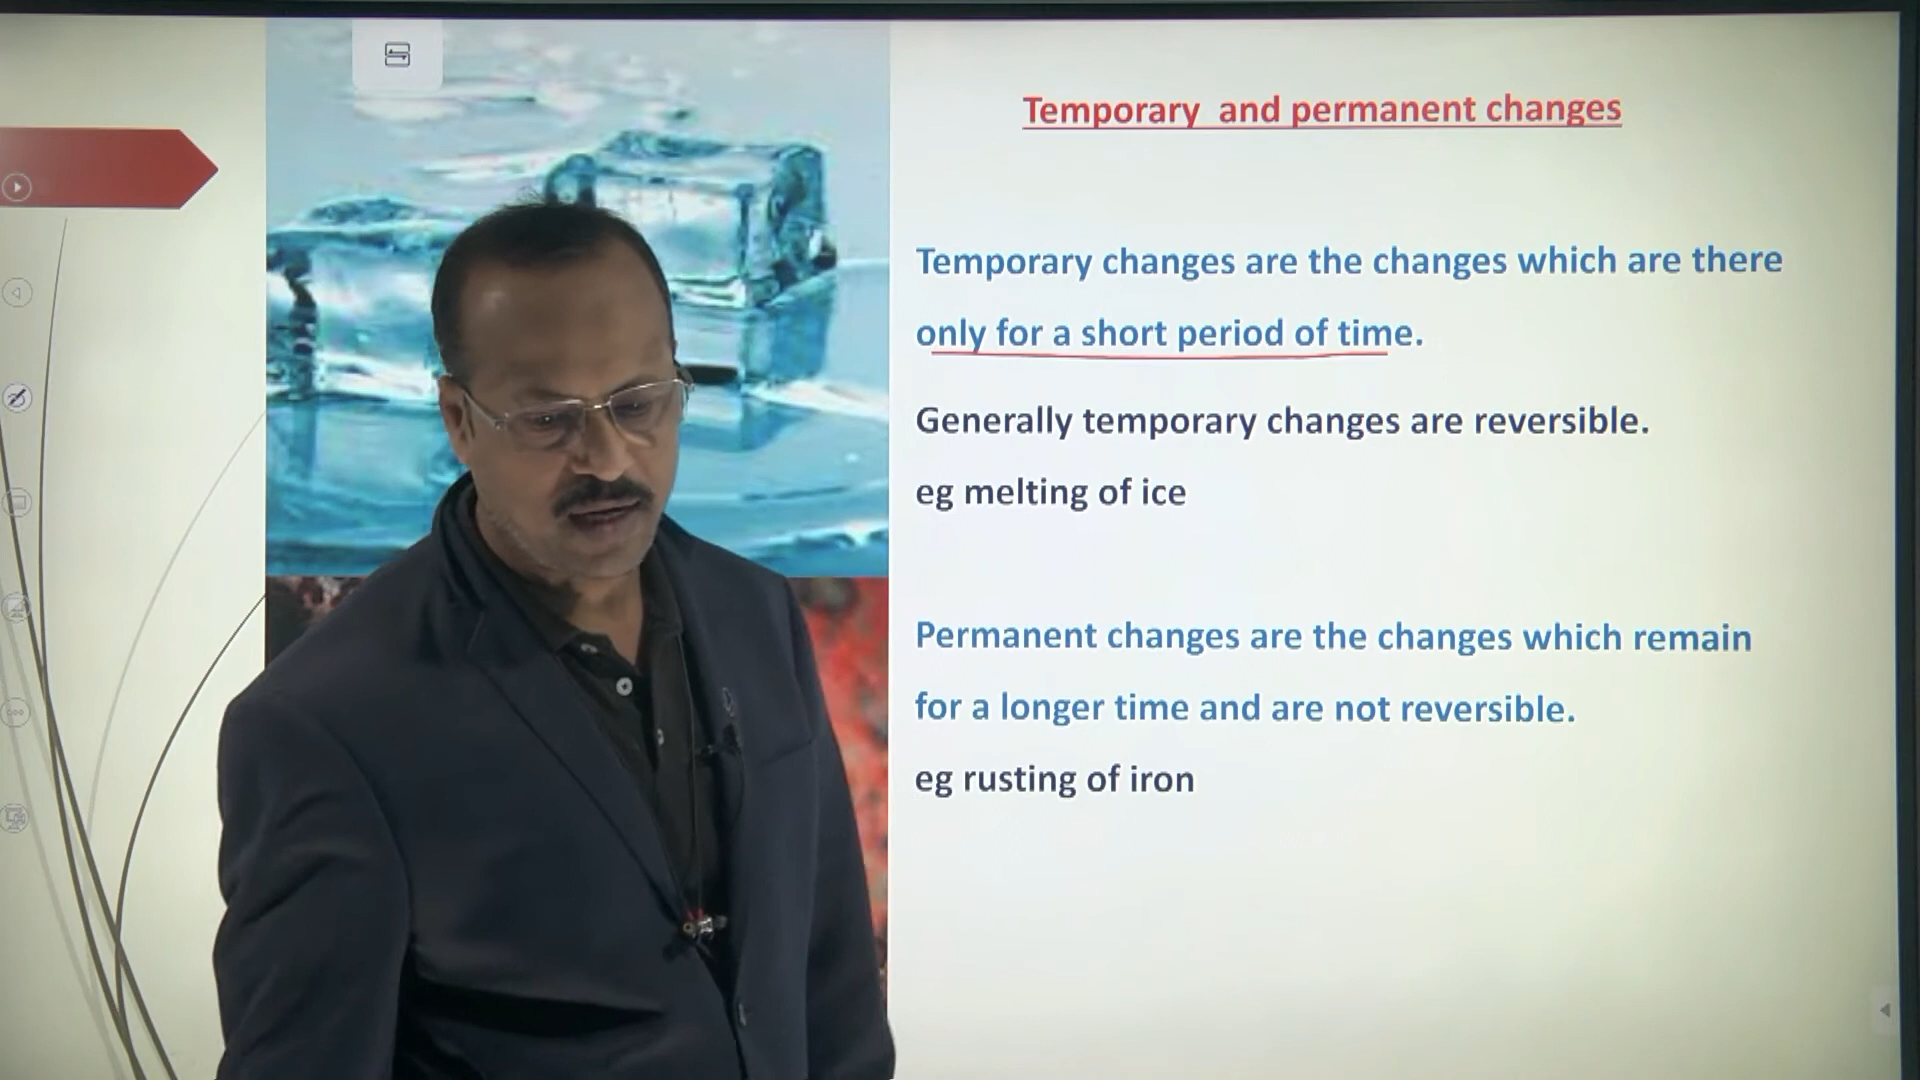 Temporary and permanent changes
Temporary changes are the changes which are there
only for a short period of time.
Generally temporary changes are reversible.
eg melting of ice
Permanent changes are the changes which remain
for a longer time and are not reversible.
eg rusting of iron